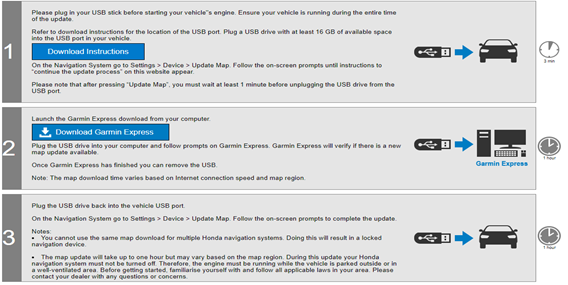 1
Please plug in your USB stick before starting your vehicle"s engine. Ensure your vehicle is running during the entire time
of the update.
Refer to download instructions for the location of the USB port. Plug a USB drive with at least 16 GB of available space
into the USB port in your vehicle.
Download Instructions
On the Navigation System go to Settings > Device > Update Map. Follow the on-screen prompts until instructions to
"continue the update process" on this website appear.
Please note that after pressing "Update Map", you must wait at least 1 minute before unplugging the USB drive from the
USB port.
5 min
2
Launch the Garmin Express download from your computer.
Download Garmin Express
Plug the USB drive into your computer and follow prompts on Garmin Express. Garmin Express will verify if there is a new
map update available.
Once Garmin Express has finished you can remove the USB.
Note: The map download time varies based on Internet connection speed and map region.
Garmin Express
1 hour
3
Plug the USB drive back into the vehicle USB port.
On the Navigation System go to Settings > Device > Update Map. Follow the on-screen prompts to complete the update.
Notes:
• You cannot use the same map download for multiple Honda navigation systems. Doing this will result in a locked
navigation device.
• The map update will take up to one hour but may vary based on the map region. During this update your Honda
navigation system must not be turned off. Therefore, the engine must be running while the vehicle is parked outside or in
a well-ventilated area. Before getting started, familiarise yourself with and follow all applicable laws in your area. Please
contact your dealer with any questions or concerns.
1 hour